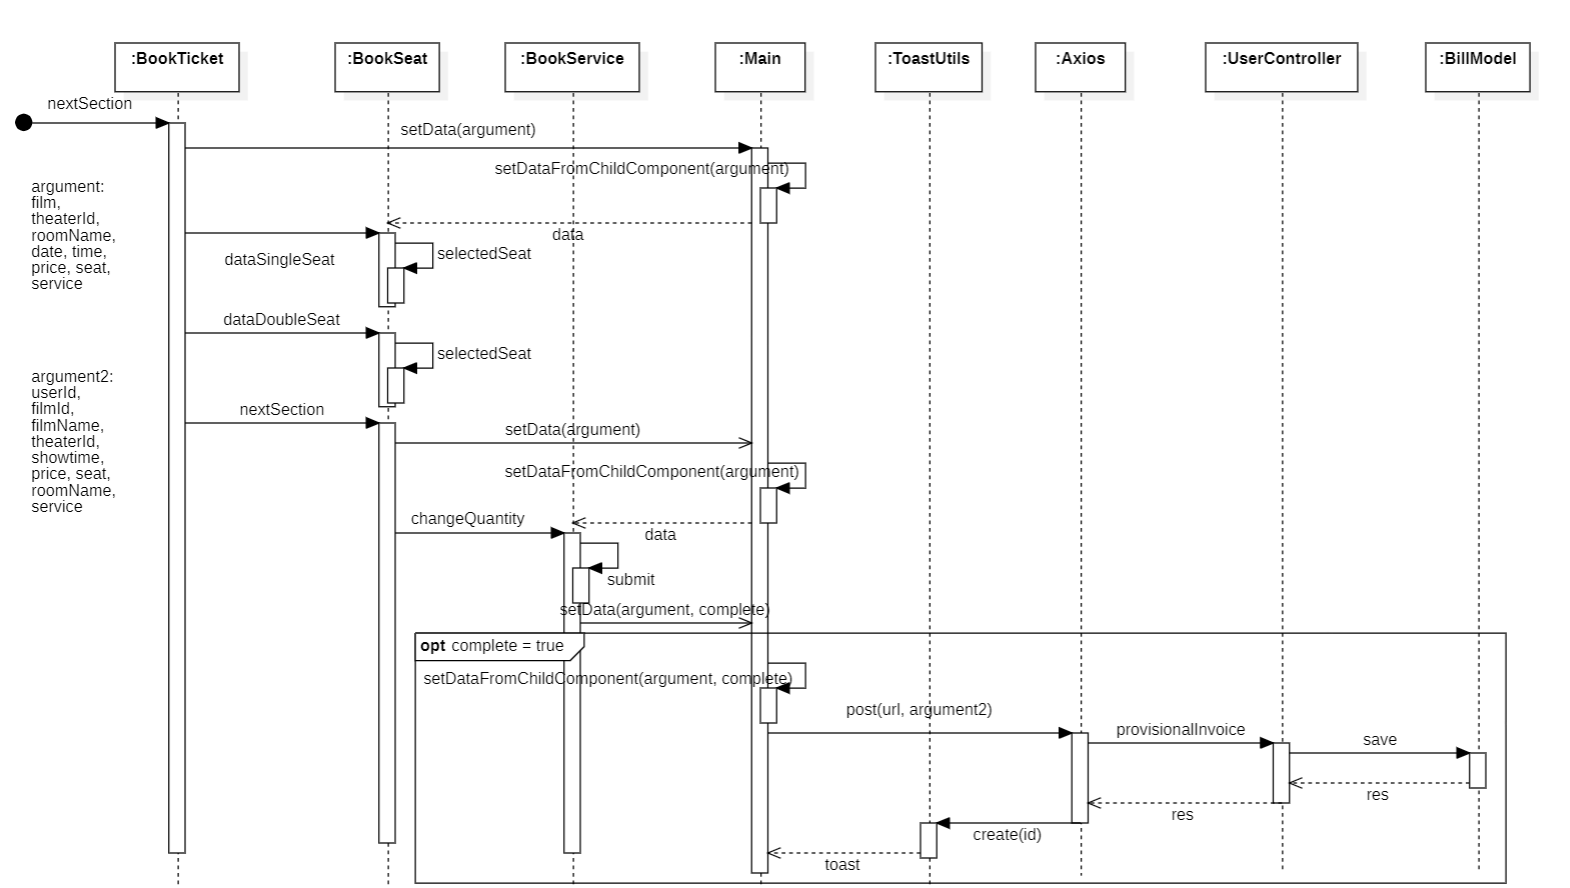 :BookTicket
:BookSeat
:BookService
:Main
:ToastUtils
:Axios
:UserController
:BillModel
nextSection
setData(argument)
setDataFromChildComponent(argument)
argument:
film,
theaterId,
roomName,
date, time,
price, seat,
service
data
dataSingleSeat
selectedSeat
dataDoubleSeat
selectedSeat
argument2:
userId,
filmId,
filmName,
theaterId,
showtime,
price, seat,
roomName,
service
nextSection
setData(argument)
setDataFromChildComponent(argument)
changeQuantity
data
submit
setData(argument, complete)
opt complete = true
setDataFromChildComponent(argument, complete)
post(url, argument2)
provisionalInvoice
save
res
res
create(id)
toast